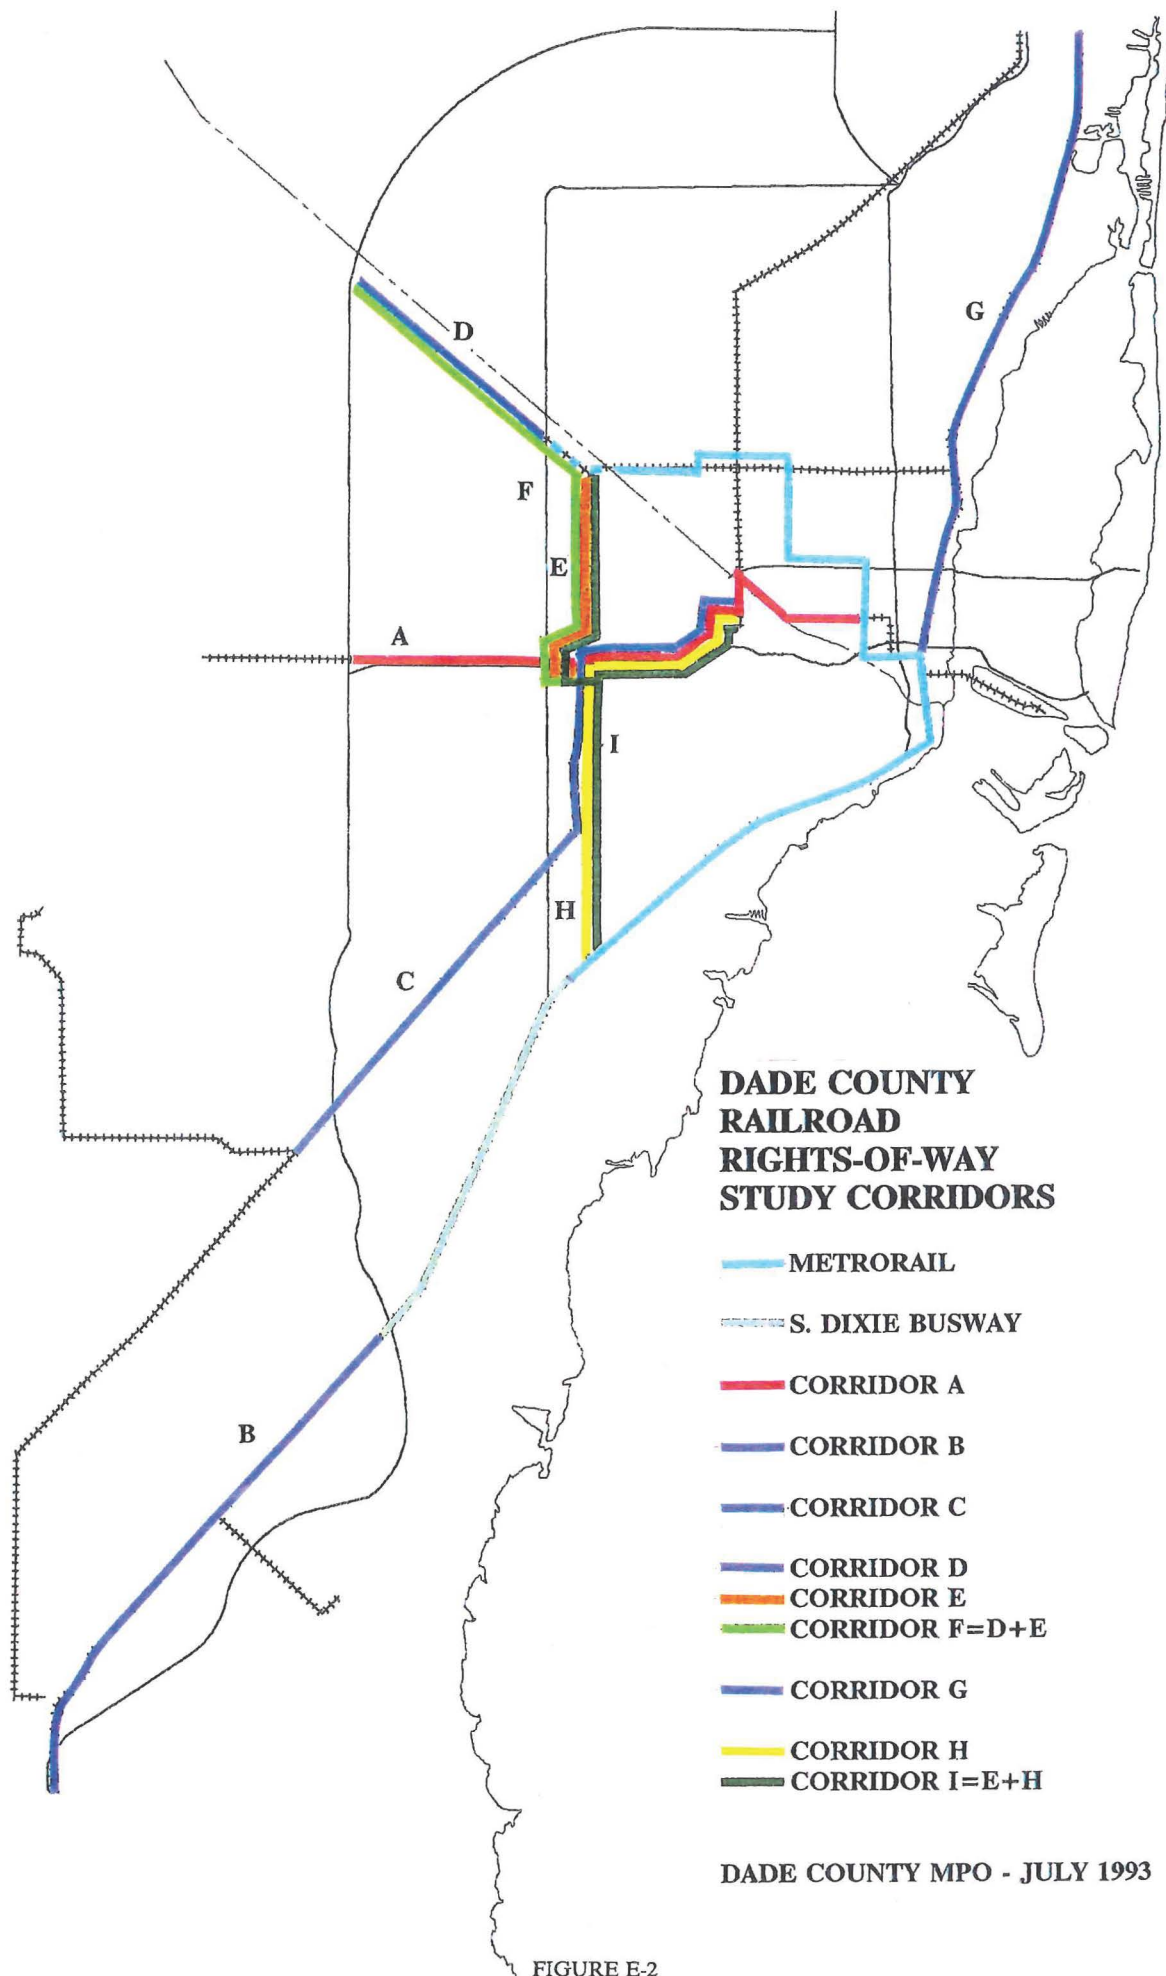 D
G
F
E
A
I
H
C
B
DADE COUNTY
RAILROAD
RIGHTS-OF-WAY
STUDY CORRIDORS
METRORAIL
S. DIXIE BUSWAY
CORRIDOR A
CORRIDOR B
CORRIDOR C
CORRIDOR D
CORRIDOR E
CORRIDOR F=D+E
CORRIDOR G
CORRIDOR H
CORRIDOR I=E+H
DADE COUNTY MPO - JULY 1993
FIGURE E-2